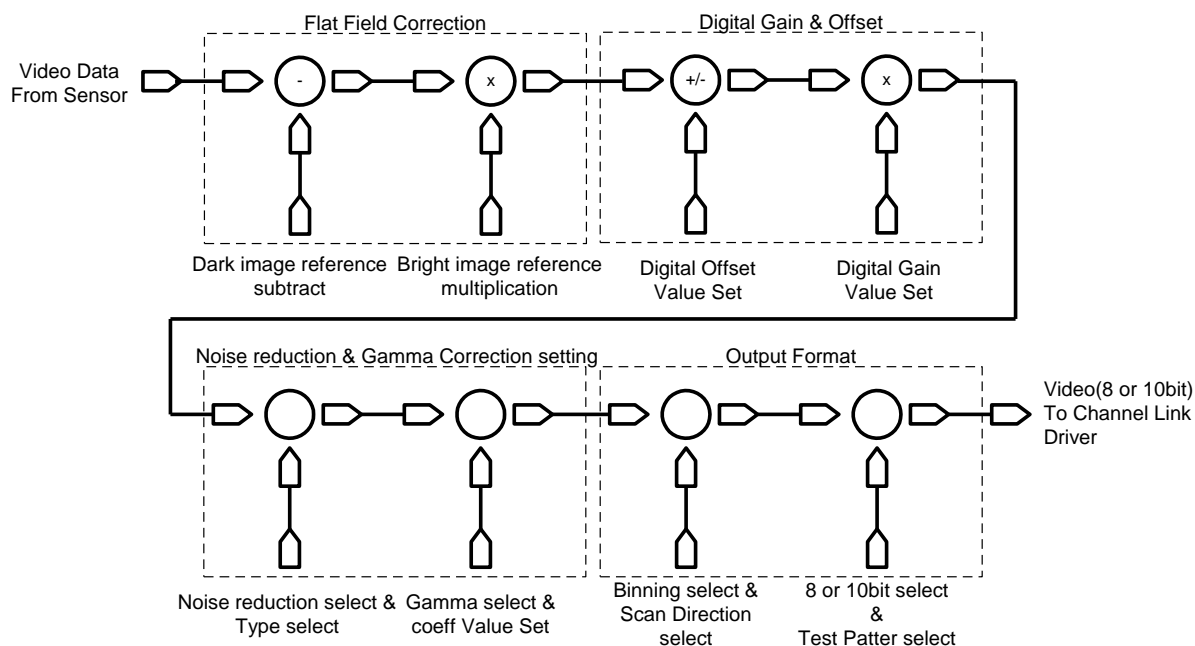 Flat Field Correction
Digital Gain & Offset
Video Data
From Sensor
-
x
+/-
x
Dark image reference
subtract
Bright image reference
multiplication
Digital Offset
Value Set
Digital Gain
Value Set
Noise reduction & Gamma Correction setting
Output Format
Video(8 or 10bit)
To Channel Link
Driver
Noise reduction select &
Type select
Gamma select &
coeff Value Set
Binning select &
Scan Direction
select
8 or 10bit select
&
Test Patter select